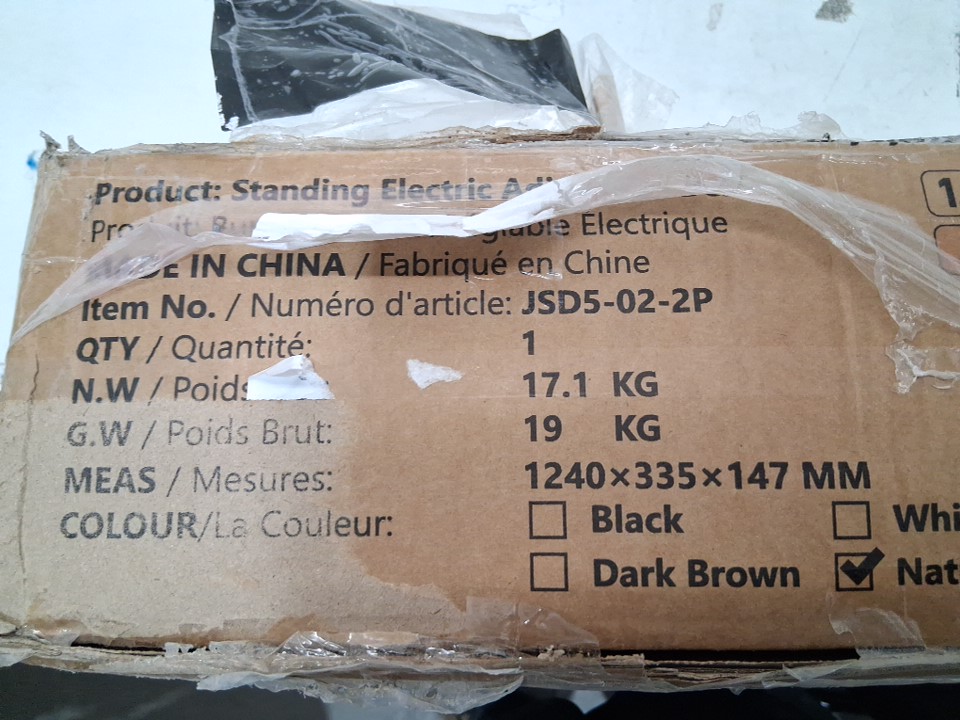 Product: Standing Electric
Electrique
MADE IN CHINA / Fabriqué en Chine
Item No. / Numéro d'article: JSD5-02-2P
QTY / Quantité: 1
N.W / Poids 17.1 KG
G.W / Poids Brut: 19 KG
MEAS / Mesures: 1240×335×147 MM
COLOUR/La Couleur: Black
Dark Brown